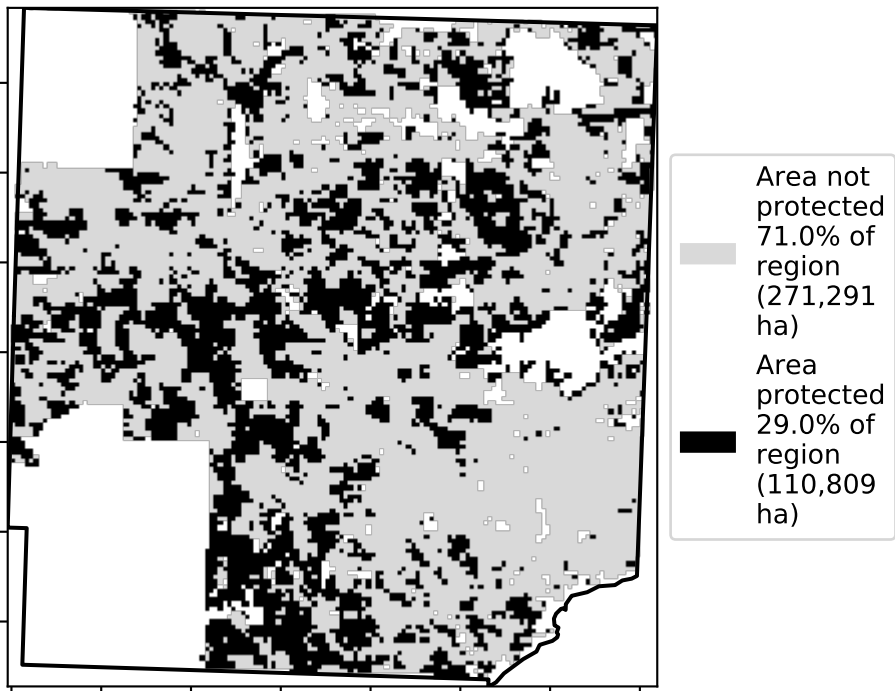 Area not
protected
71.0% of
region
(271,291
ha)
Area
protected
29.0% of
region
(110,809
ha)